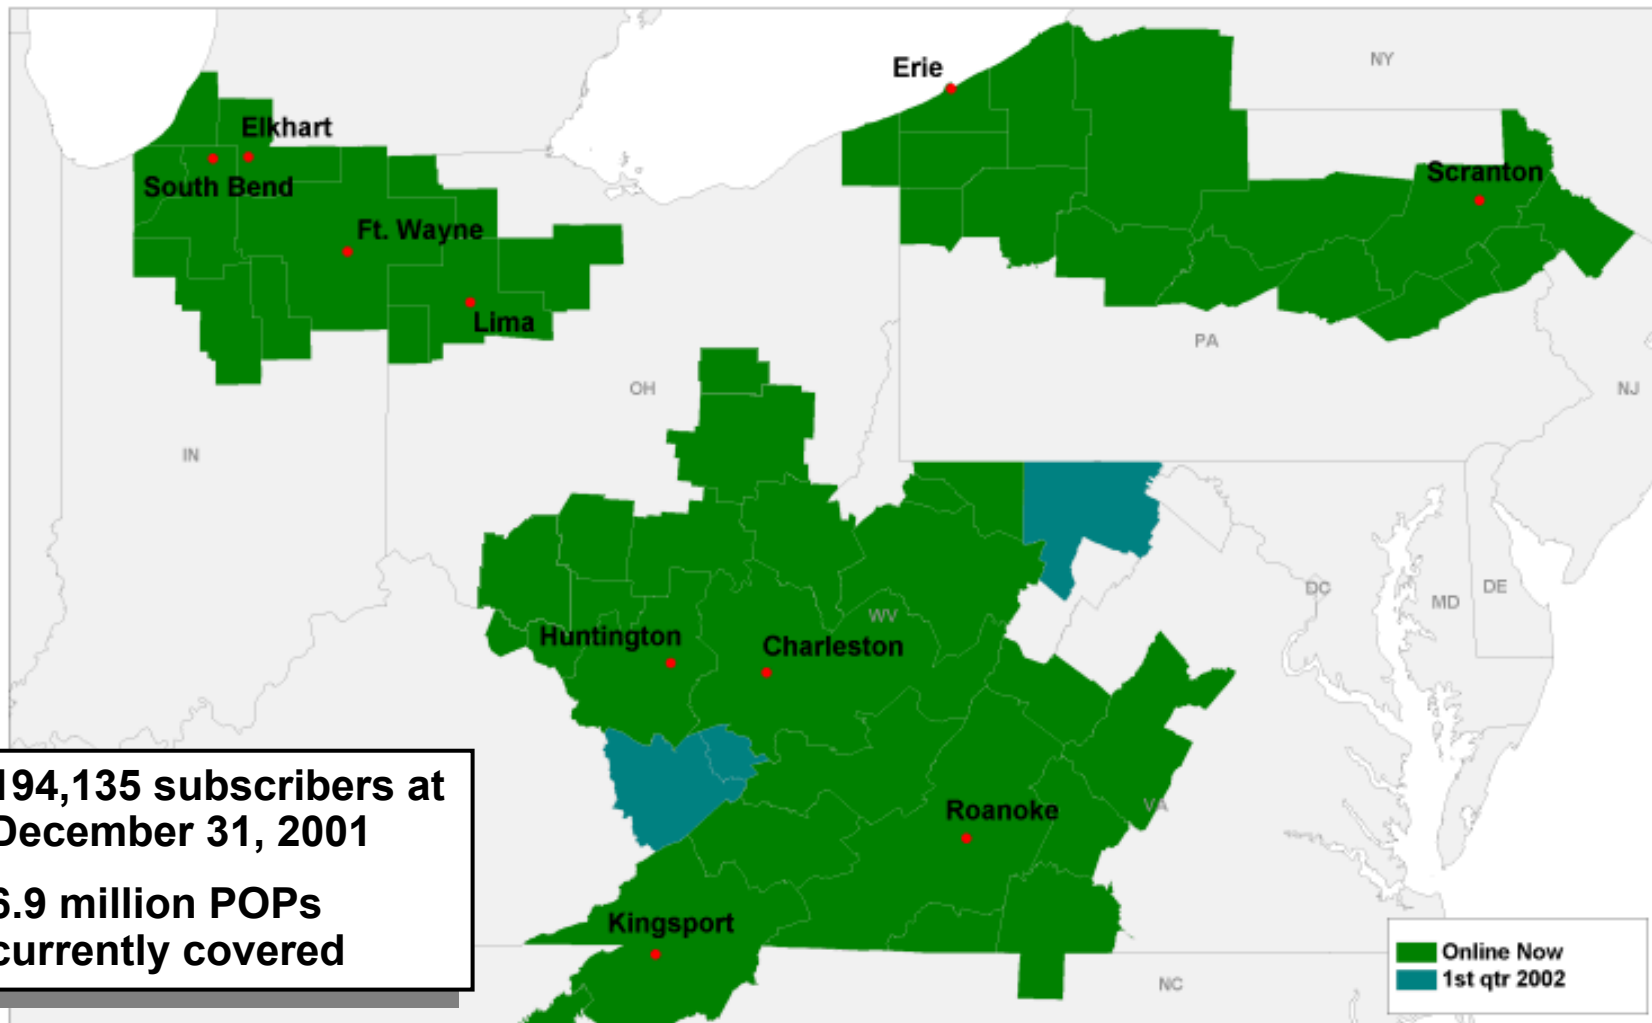 NY
Erie
Elkhart
South Bend
Scranton
Ft. Wayne
Lima
PA
OH
NJ
IN
DC
MD
DE
WV
Huntington
Charleston
194,135 subscribers at
December 31, 2001
6.9 million POPs
currently covered
Roanoke
VA
Kingsport
NC
Online Now
1st qtr 2002